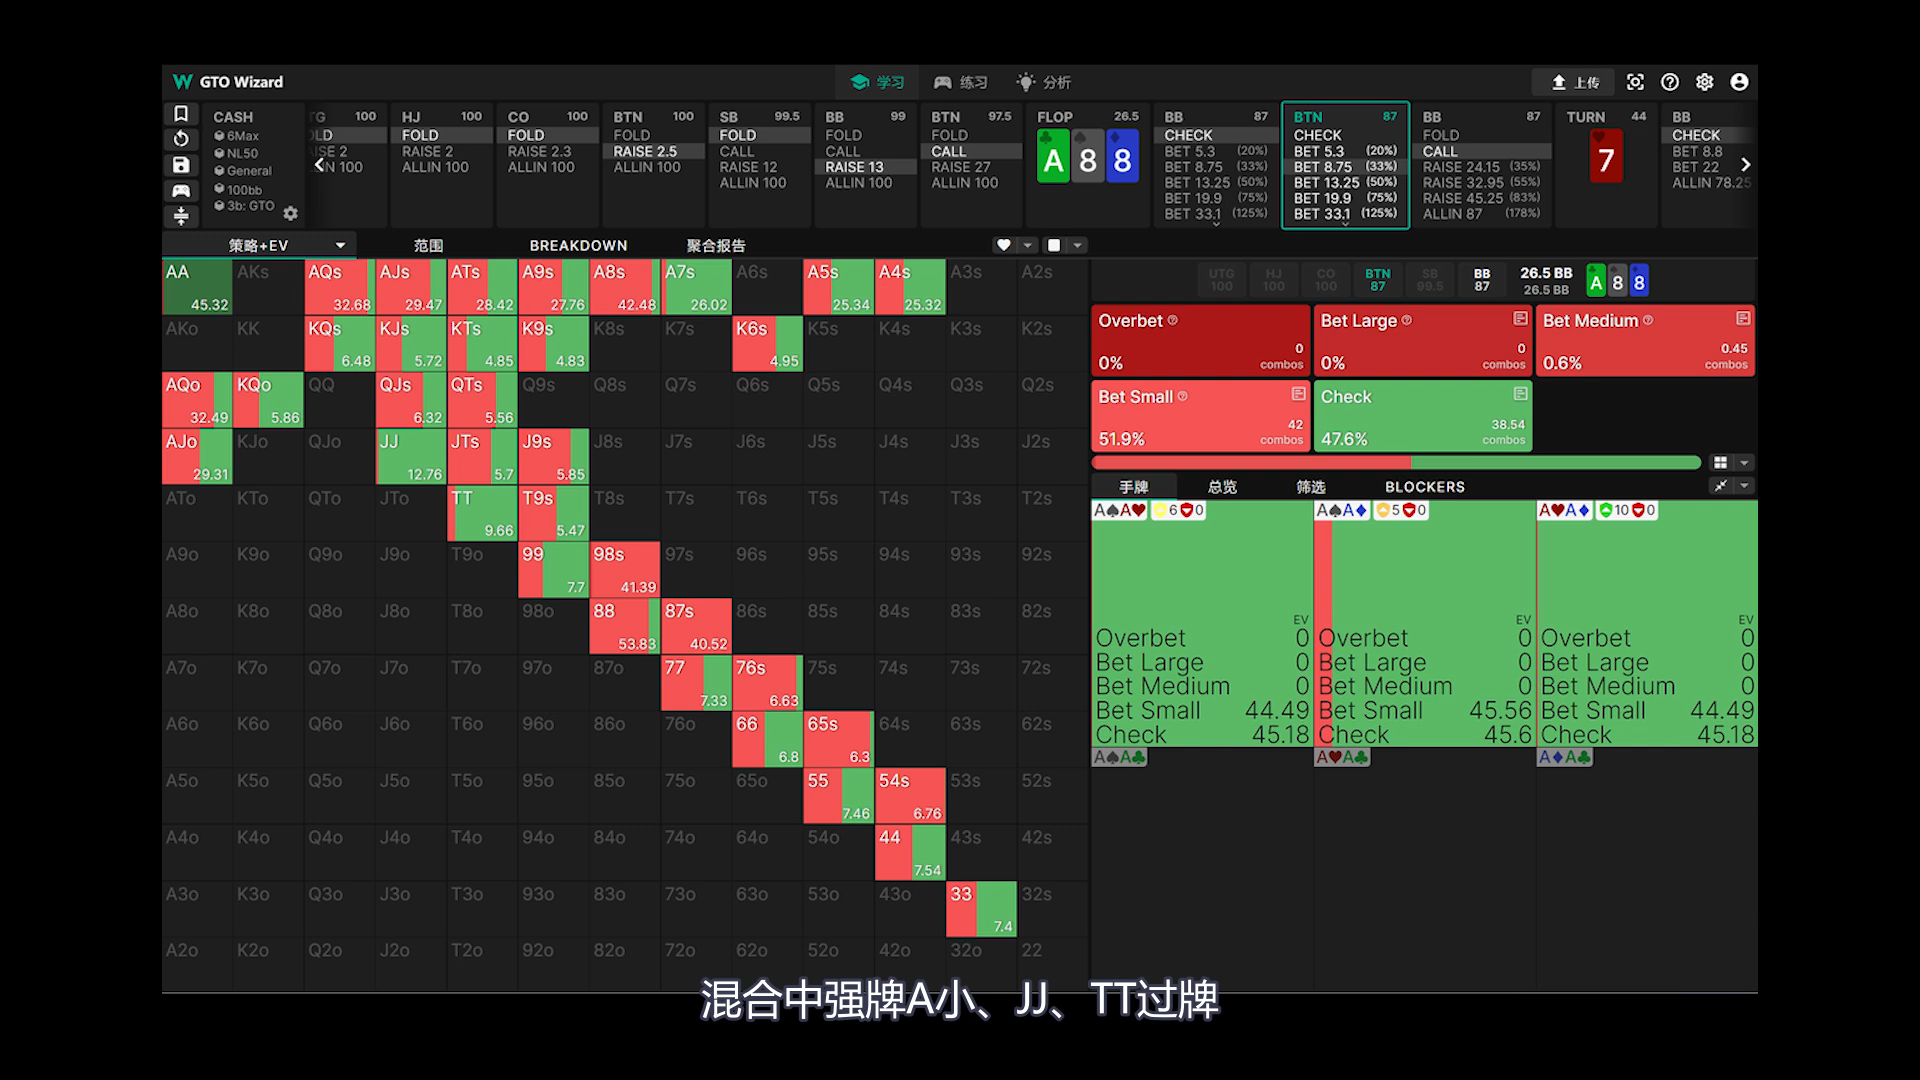 GTO Wizard
学习
练习
分析
上传
CASH
6Max
NL50
General
100bb
3b: GTO
TG 100
OLD
AISE 2
N 100
HJ 100
FOLD
RAISE 2
ALLIN 100
CO 100
FOLD
RAISE 2.3
ALLIN 100
BTN 100
FOLD
RAISE 2.5
ALLIN 100
SB 99.5
FOLD
CALL
RAISE 12
ALLIN 100
BB 99
FOLD
CALL
RAISE 13
ALLIN 100
BTN 97.5
FOLD
CALL
RAISE 27
ALLIN 100
FLOP 26.5
A 8 8
BB 87
CHECK
BET 5.3 (20%)
BET 8.75 (33%)
BET 13.25 (50%)
BET 19.9 (75%)
BET 33.1 (125%)
BTN 87
CHECK
BET 5.3 (20%)
BET 8.75 (33%)
BET 13.25 (50%)
BET 19.9 (75%)
BET 33.1 (125%)
BB 87
FOLD
CALL
RAISE 24.15 (35%)
RAISE 32.95 (55%)
RAISE 45.25 (83%)
ALLIN 87 (178%)
TURN 44
7
BB
CHECK
BET 8.8
BET 22
ALLIN 78.25
策略+EV
范围
BREAKDOWN
聚合报告
AA AKs AQs AJs ATs A9s A8s A7s A6s A5s A4s A3s A2s
45.32 32.68 29.47 28.42 27.76 42.48 26.02 25.34 25.32
AKo KK KQs KJs KTs K9s K8s K7s K6s K5s K4s K3s K2s
6.48 5.72 4.85 4.83 4.95
AQo KQo QQ QJs QTs Q9s Q8s Q7s Q6s Q5s Q4s Q3s Q2s
32.49 5.86 6.32 5.56
AJo KJo QJo JJ JTs J9s J8s J7s J6s J5s J4s J3s J2s
29.31 12.76 5.7 5.85
ATo KTo QTo JTo TT T9s T8s T7s T6s T5s T4s T3s T2s
9.66 5.47
A9o K9o Q9o J9o T9o 99 98s 97s 96s 95s 94s 93s 92s
7.7 41.39
A8o K8o Q8o J8o T8o 98o 88 87s 86s 85s 84s 83s 82s
53.83 40.52
A7o K7o Q7o J7o T7o 97o 87o 77 76s 75s 74s 73s 72s
7.33 6.63
A6o K6o Q6o J6o T6o 96o 86o 76o 66 65s 64s 63s 62s
6.8 6.3
A5o K5o Q5o J5o T5o 95o 85o 75o 65o 55 54s 53s 52s
7.46 6.76
A4o K4o Q4o J4o T4o 94o 84o 74o 64o 54o 44 43s 42s
7.54
A3o K3o Q3o J3o T3o 93o 83o 73o 63o 53o 43o 33 32s
7.4
A2o K2o Q2o J2o T2o 92o 82o 72o 62o 52o 42o 32o 22
UTG HJ CO BTN SB BB 26.5 BB A 8 8
100 100 100 87 99.5 87 26.5 BB
Overbet
0
0% combos
Bet Large
0
0% combos
Bet Medium
0.45
0.6% combos
Bet Small
42
51.9% combos
Check
38.54
47.6% combos
手牌
总览
筛选
BLOCKERS
A♠A♥ 6 0
EV
Overbet 0
Bet Large 0
Bet Medium 0
Bet Small 44.49
Check 45.18
A♠A♣
A♠A♦ 5 0
EV
Overbet 0
Bet Large 0
Bet Medium 0
Bet Small 45.56
Check 45.6
A♥A♣
A♥A♦ 10 0
EV
Overbet 0
Bet Large 0
Bet Medium 0
Bet Small 44.49
Check 45.18
A♦A♣
混合中强牌A小、JJ、TT过牌